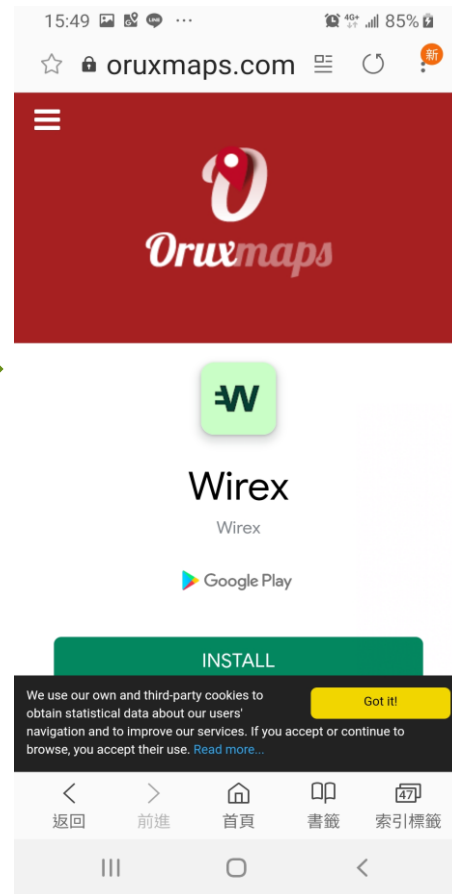 15:49
4G+ 85%
oruxmaps.com
新
Oruxmaps
W
Wirex
Wirex
Google Play
INSTALL
We use our own and third-party cookies to
obtain statistical data about our users'
navigation and to improve our services. If you accept or continue to
browse, you accept their use. Read more...
Got it!
47
返回 前進 首頁 書籤 索引標籤